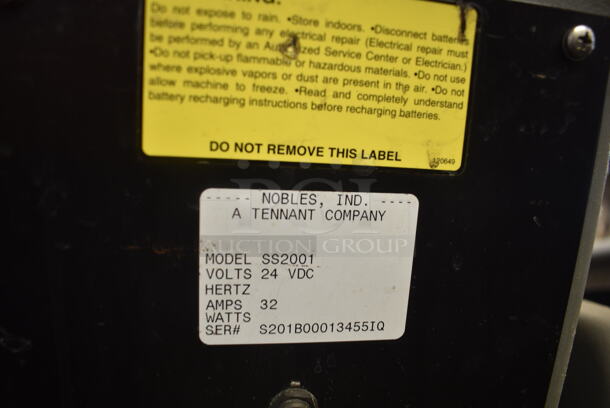 Do not expose to rain. •Store indoors. •Disconnect batteries
before performing any electrical repair (Electrical repair must
be performed by an Authorized Service Center or Electrician.)
•Do not pick-up flammable or hazardous materials. •Do not use
where explosive vapors or dust are present in the air. •Do not
allow machine to freeze. •Read and completely understand
battery recharging instructions before recharging batteries.
DO NOT REMOVE THIS LABEL
120649
----- NOBLES, IND. ----
A TENNANT COMPANY
PCI
AUCTION GROUP
MODEL SS2001
VOLTS 24 VDC
HERTZ
AMPS 32
WATTS
SER# S201B00013455IQ